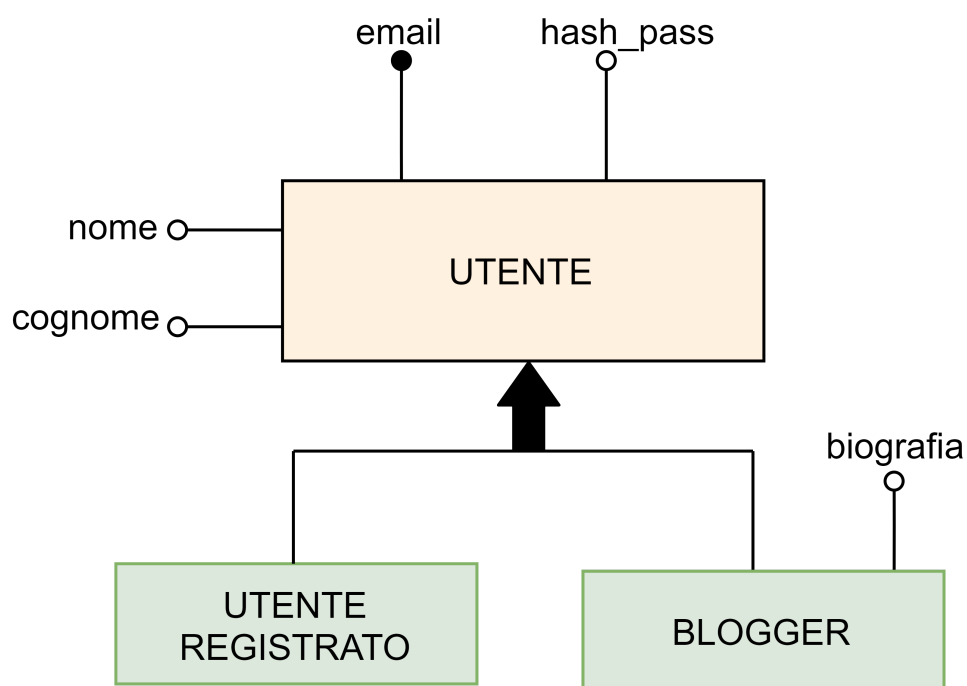 email
hash_pass
nome
UTENTE
cognome
biografia
UTENTE
REGISTRATO
BLOGGER